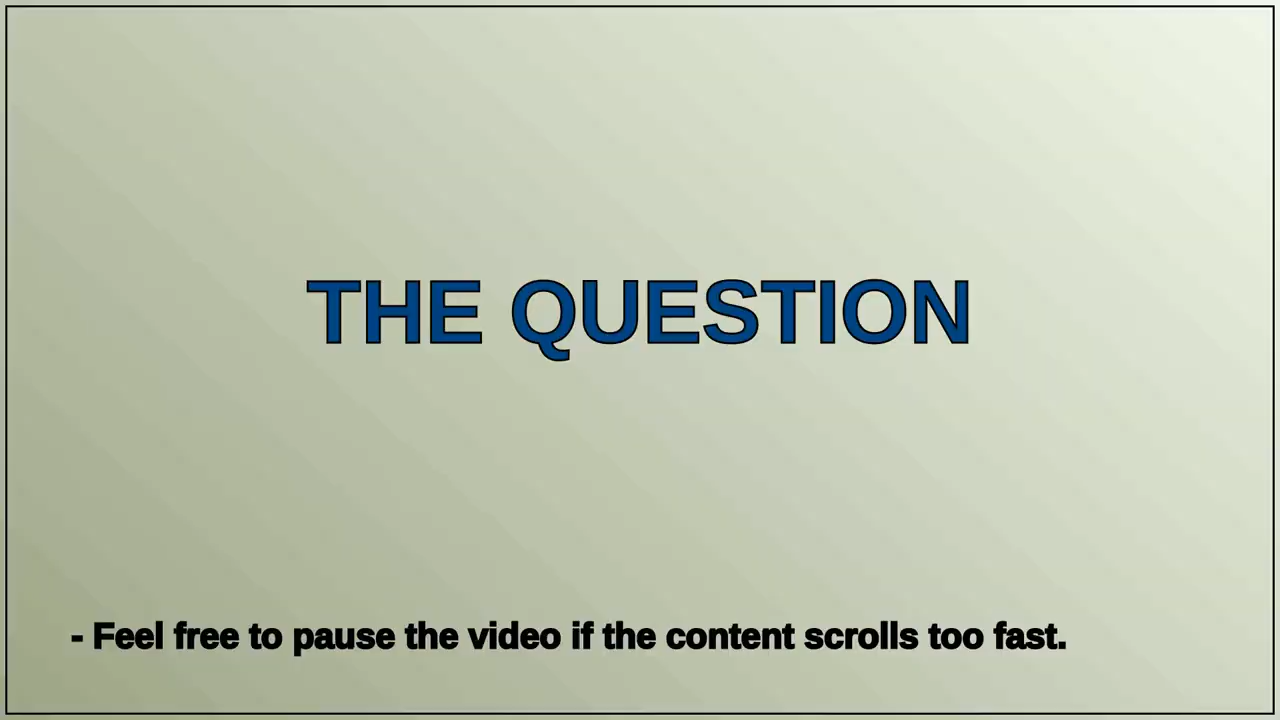 THE QUESTION
- Feel free to pause the video if the content scrolls too fast.